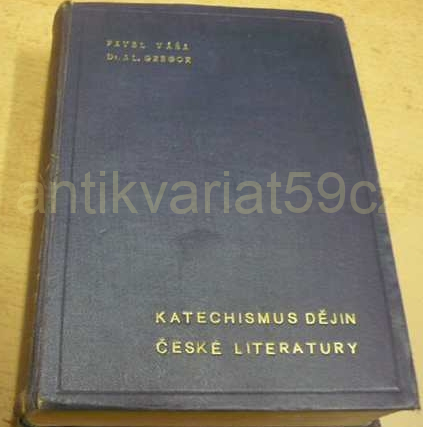 PAVEL VÁŠA
Dr. AL. GREGOR
antikvariat59cz
KATECHISMUS DĚJIN
ČESKÉ LITERATURY